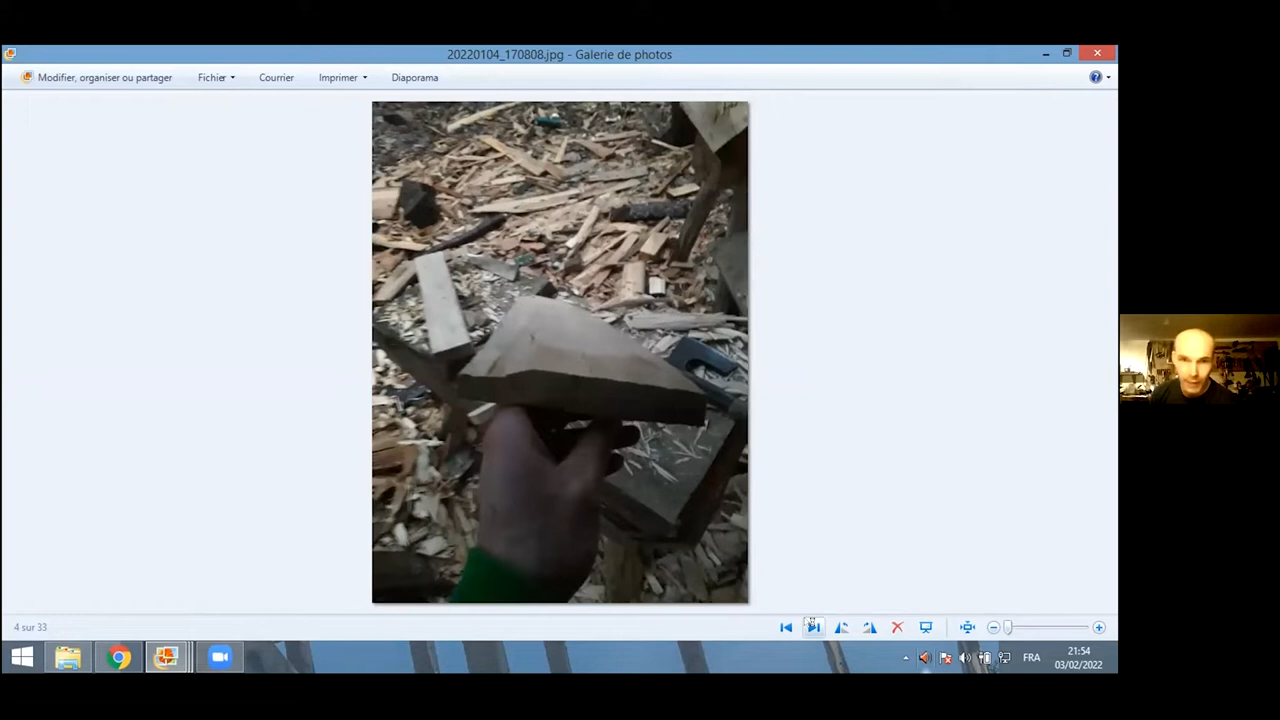 20220104_170808.jpg - Galerie de photos
Modifier, organiser ou partager Fichier Courrier Imprimer Diaporama
4 sur 33
FR
21:54
03/02/2022